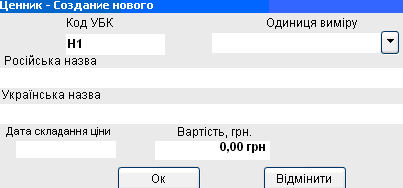 Ценник - Создание нового
Код УБК Одиниця виміру
Н1
Російська назва
Українська назва
Дата складання ціни Вартість, грн.
0,00 грн
Ок Відмінити